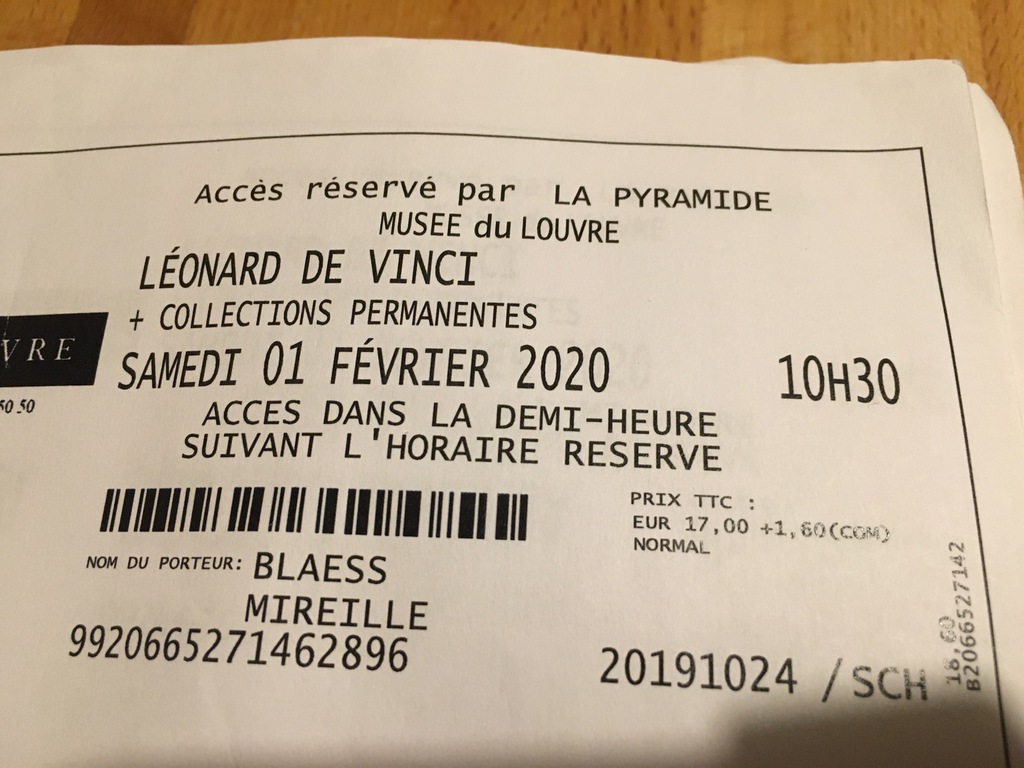 Accès réservé par LA PYRAMIDE
MUSEE du LOUVRE
LÉONARD DE VINCI
+ COLLECTIONS PERMANENTES
VRE
SAMEDI 01 FÉVRIER 2020 10H30
50 50
ACCES DANS LA DEMI-HEURE
SUIVANT L'HORAIRE RESERVE
PRIX TTC :
EUR 17,00 +1,60(COM)
NORMAL
NOM DU PORTEUR: BLAESS
MIREILLE
9920665271462896
20191024 /SCH
18,60
B2066527142